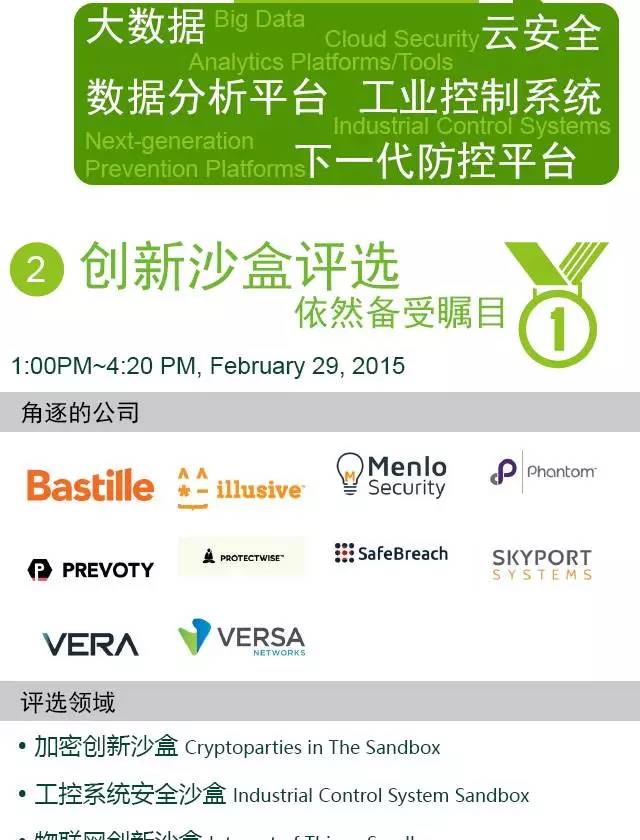 大数据 Big Data
Cloud Security 云安全
Analytics Platforms/Tools
数据分析平台 工业控制系统
Industrial Control Systems
Next-generation
Prevention Platforms 下一代防控平台
2 创新沙盒评选
依然备受瞩目
1
1:00PM~4:20 PM, February 29, 2015
角逐的公司
Bastille illusive Menlo Security Phantom
PREVOTY PROTECTWISE™ SafeBreach SKYPORT SYSTEMS
VERA VERSA NETWORKS
评选领域
• 加密创新沙盒 Cryptoparties in The Sandbox
• 工控系统安全沙盒 Industrial Control System Sandbox